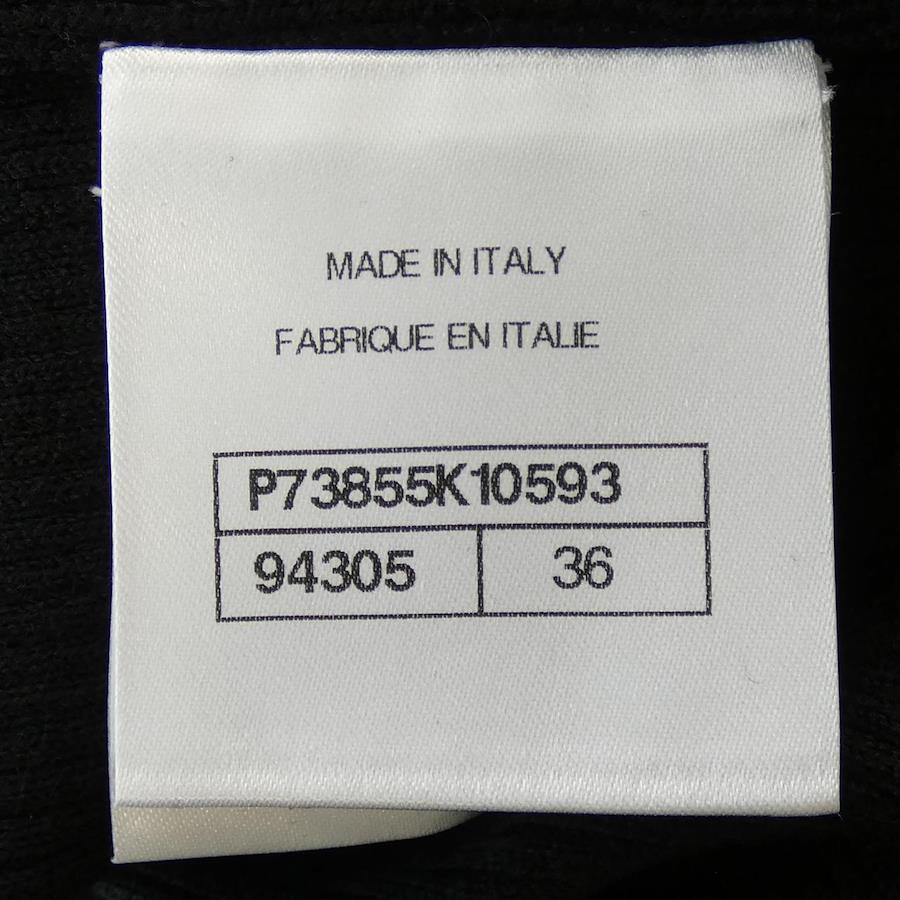 MADE IN ITALY
FABRIQUE EN ITALIE
P73855K10593
94305 36